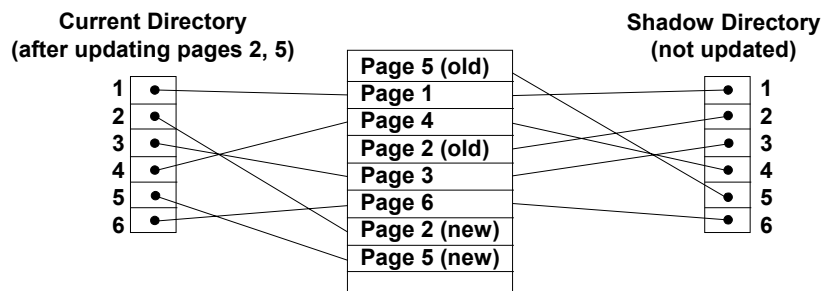 Current Directory
(after updating pages 2, 5)
1
2
3
4
5
6
Page 5 (old)
Page 1
Page 4
Page 2 (old)
Page 3
Page 6
Page 2 (new)
Page 5 (new)
Shadow Directory
(not updated)
1
2
3
4
5
6